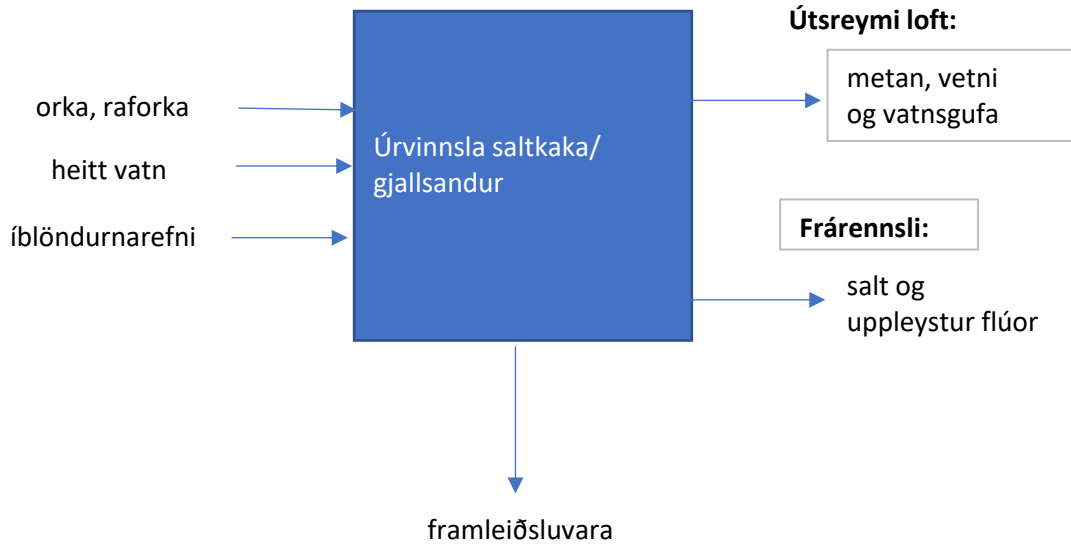 Útsreymi loft:
metan, vetni
og vatnsgufa
orka, raforka
heitt vatn
íblöndurnarefni
Úrvinnsla saltkaka/
gjallsandur
Frárennsli:
salt og
uppleystur flúor
framleiðsluvara